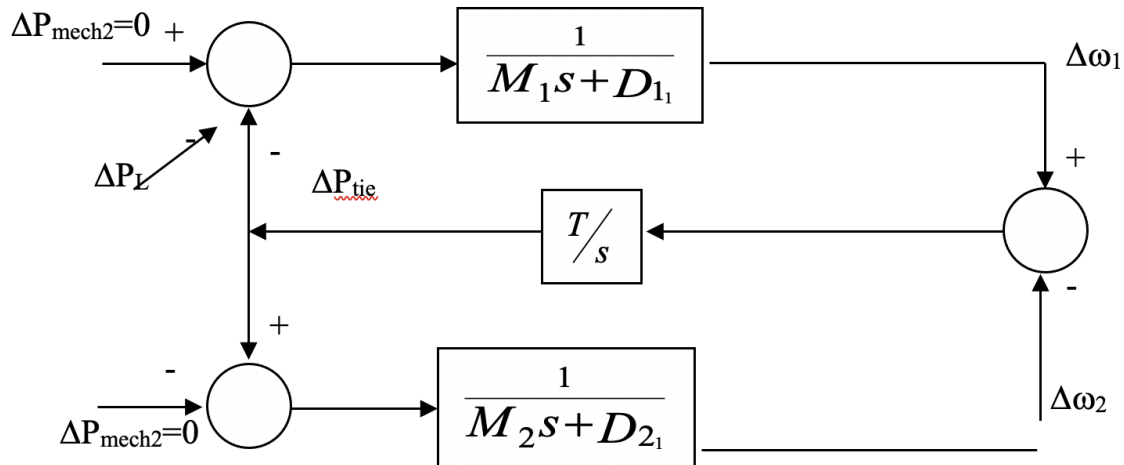 ΔPmech2=0 +
1
M1s+D11
Δω1
-
ΔPL
-
ΔPtie
+
T/s
-
+
-
1
M2s+D21
Δω2
ΔPmech2=0